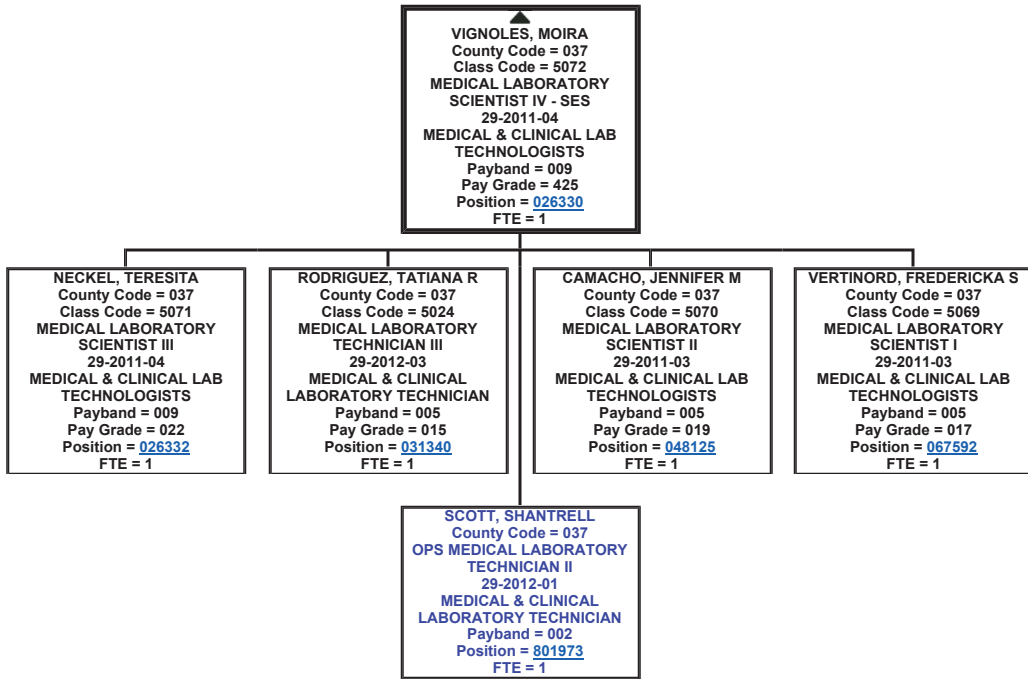 VIGNOLES, MOIRA
County Code = 037
Class Code = 5072
MEDICAL LABORATORY
SCIENTIST IV - SES
29-2011-04
MEDICAL & CLINICAL LAB
TECHNOLOGISTS
Payband = 009
Pay Grade = 425
Position = 026330
FTE = 1
NECKEL, TERESITA
County Code = 037
Class Code = 5071
MEDICAL LABORATORY
SCIENTIST III
29-2011-04
MEDICAL & CLINICAL LAB
TECHNOLOGISTS
Payband = 009
Pay Grade = 022
Position = 026332
FTE = 1
RODRIGUEZ, TATIANA R
County Code = 037
Class Code = 5024
MEDICAL LABORATORY
TECHNICIAN III
29-2012-03
MEDICAL & CLINICAL
LABORATORY TECHNICIAN
Payband = 005
Pay Grade = 015
Position = 031340
FTE = 1
CAMACHO, JENNIFER M
County Code = 037
Class Code = 5070
MEDICAL LABORATORY
SCIENTIST II
29-2011-03
MEDICAL & CLINICAL LAB
TECHNOLOGISTS
Payband = 005
Pay Grade = 019
Position = 048125
FTE = 1
VERTINORD, FREDERICKA S
County Code = 037
Class Code = 5069
MEDICAL LABORATORY
SCIENTIST I
29-2011-03
MEDICAL & CLINICAL LAB
TECHNOLOGISTS
Payband = 005
Pay Grade = 017
Position = 067592
FTE = 1
SCOTT, SHANTRELL
County Code = 037
OPS MEDICAL LABORATORY
TECHNICIAN II
29-2012-01
MEDICAL & CLINICAL
LABORATORY TECHNICIAN
Payband = 002
Position = 801973
FTE = 1